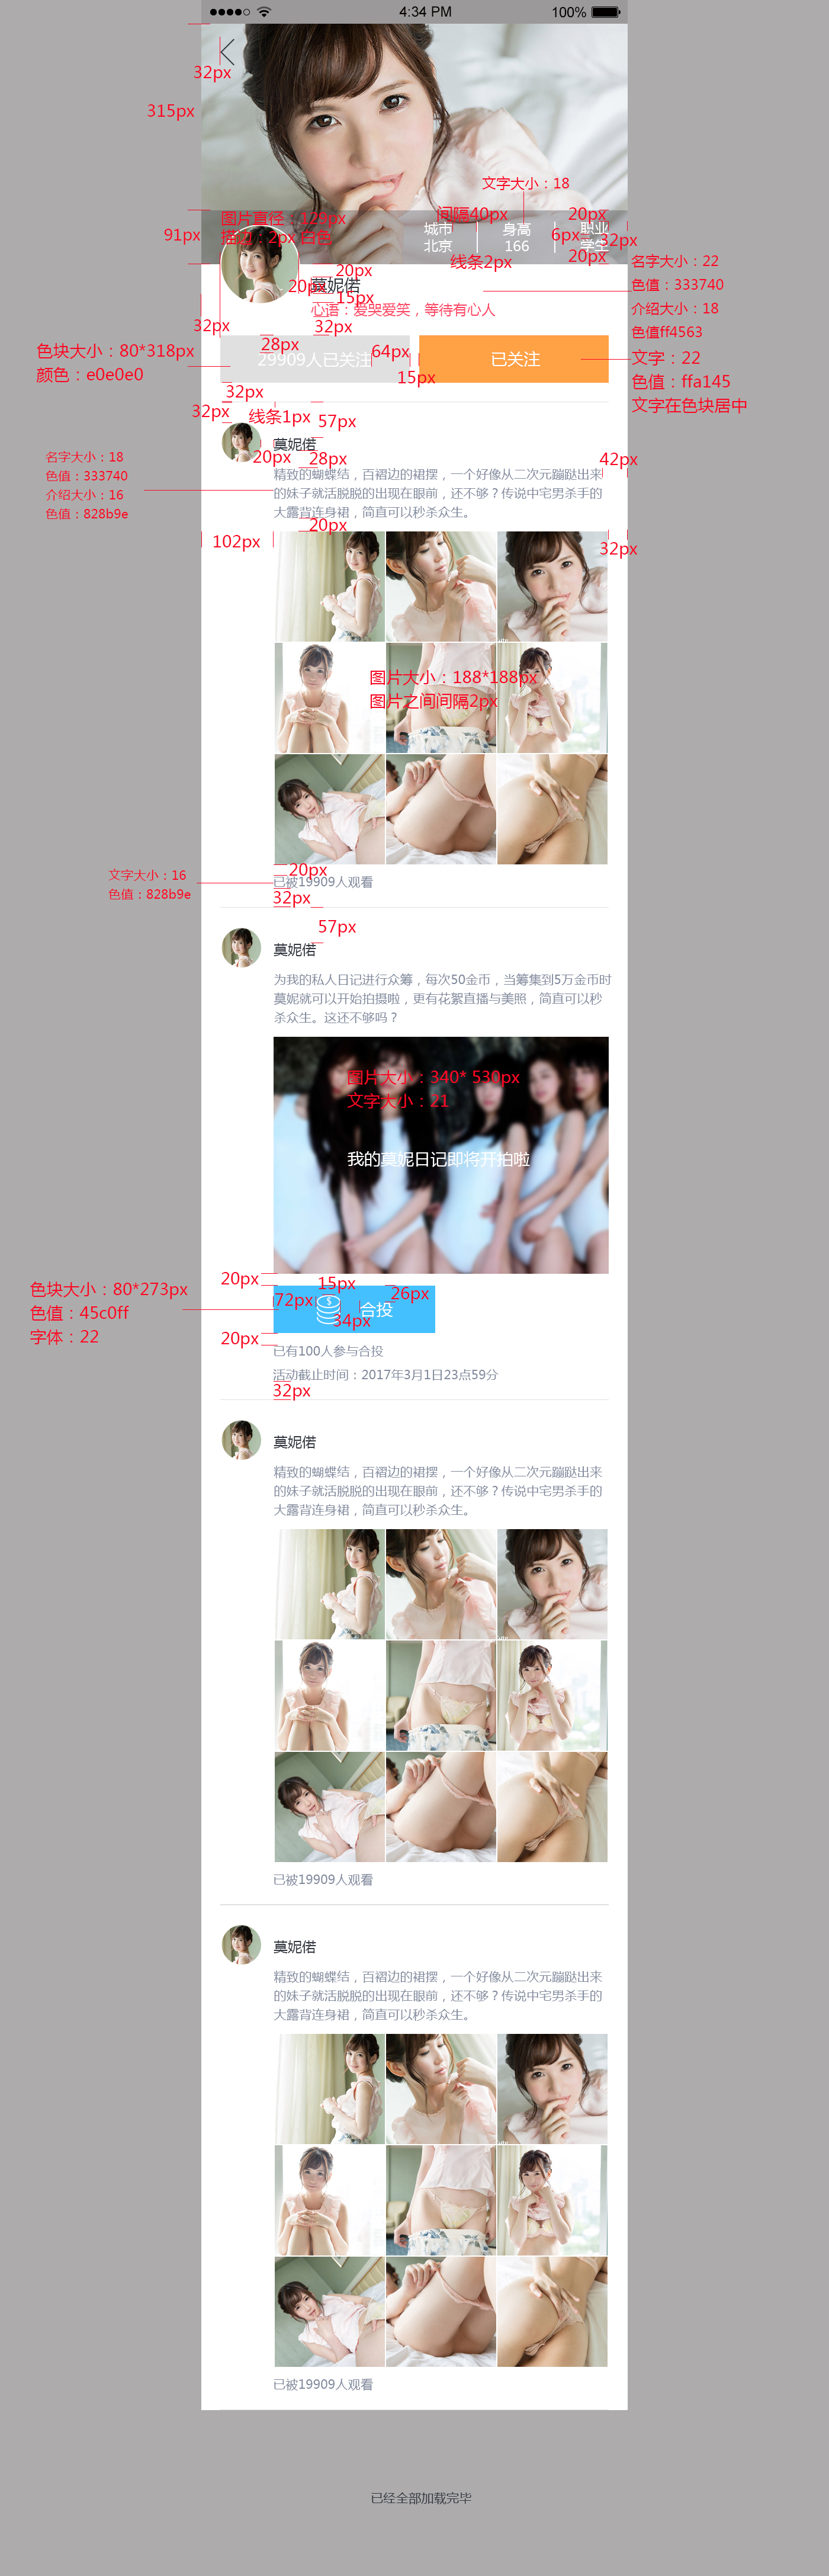 4:34 PM
100%
32px
315px
文字大小：18
图片直径：129px
描边：2px 白色
间隔40px
20px
91px
城市
身高
职业
6px
32px
北京
166
学生
线条2px
20px
名字大小：22
色值：333740
介绍大小：18
色值ff4563
20px
20px
莫妮偌
15px
心语：爱哭爱笑，等待有心人
32px
32px
色块大小：80*318px
颜色：e0e0e0
28px
29909人已关注
64px
15px
已关注
文字：22
色值：ffa145
文字在色块居中
32px
32px
线条1px
57px
莫妮偌
20px
28px
42px
名字大小：18
色值：333740
介绍大小：16
色值：828b9e
精致的蝴蝶结，百褶边的裙摆，一个好像从二次元蹦跶出来
的妹子就活脱脱的出现在眼前，还不够？传说中宅男杀手的
大露背连身裙，简直可以秒杀众生。
20px
102px
32px
图片大小：188*188px
图片之间间隔2px
文字大小：16
色值：828b9e
20px
已被19909人观看
32px
57px
莫妮偌
为我的私人日记进行众筹，每次50金币，当筹集到5万金币时
莫妮就可以开始拍摄啦，更有花絮直播与美照，简直可以秒
杀众生。这还不够吗？
图片大小：340* 530px
文字大小：21
我的莫妮日记即将开拍啦
20px
色块大小：80*273px
色值：45c0ff
字体：22
72px
15px
34px
26px
合投
20px
已有100人参与合投
活动截止时间：2017年3月1日23点59分
32px
莫妮偌
精致的蝴蝶结，百褶边的裙摆，一个好像从二次元蹦跶出来
的妹子就活脱脱的出现在眼前，还不够？传说中宅男杀手的
大露背连身裙，简直可以秒杀众生。
已被19909人观看
莫妮偌
精致的蝴蝶结，百褶边的裙摆，一个好像从二次元蹦跶出来
的妹子就活脱脱的出现在眼前，还不够？传说中宅男杀手的
大露背连身裙，简直可以秒杀众生。
已被19909人观看
已经全部加载完毕